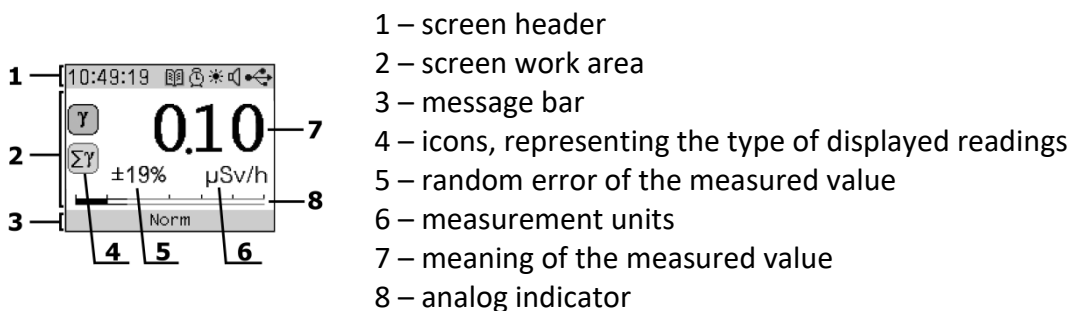 1
10:49:19
2
γ
0.10
7
Σγ
±19%
µSv/h
8
3
Norm
4
5
6
1 – screen header
2 – screen work area
3 – message bar
4 – icons, representing the type of displayed readings
5 – random error of the measured value
6 – measurement units
7 – meaning of the measured value
8 – analog indicator